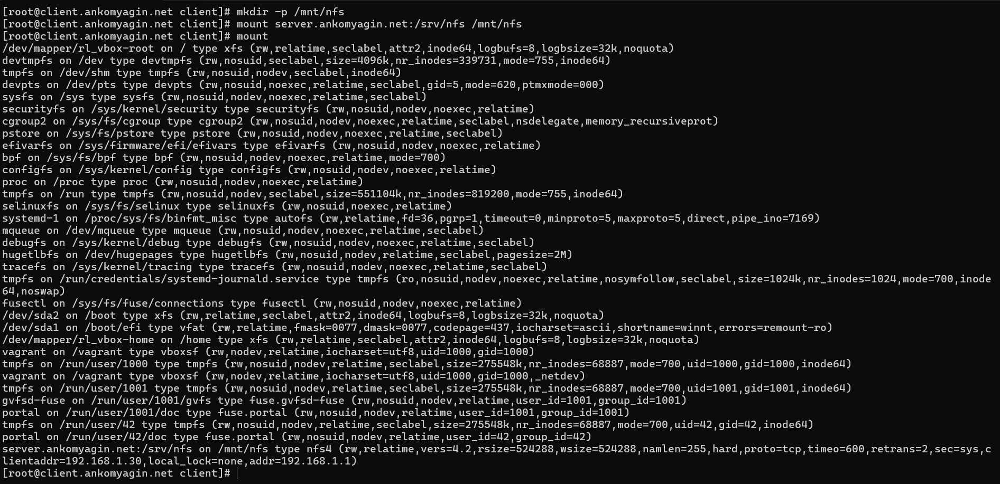 [root@client.ankomyagin.net client]# mkdir -p /mnt/nfs
[root@client.ankomyagin.net client]# mount server.ankomyagin.net:/srv/nfs /mnt/nfs
[root@client.ankomyagin.net client]# mount
/dev/mapper/rl_vbox-root on / type xfs (rw,relatime,seclabel,attr2,inode64,logbufs=8,logbsize=32k,noquota)
devtmpfs on /dev type devtmpfs (rw,nosuid,seclabel,size=4096k,nr_inodes=339731,mode=755,inode64)
tmpfs on /dev/shm type tmpfs (rw,nosuid,nodev,seclabel,inode64)
devpts on /dev/pts type devpts (rw,nosuid,noexec,relatime,seclabel,gid=5,mode=620,ptmxmode=000)
sysfs on /sys type sysfs (rw,nosuid,nodev,noexec,relatime,seclabel)
securityfs on /sys/kernel/security type securityfs (rw,nosuid,nodev,noexec,relatime)
cgroup2 on /sys/fs/cgroup type cgroup2 (rw,nosuid,nodev,noexec,relatime,seclabel,nsdelegate,memory_recursiveprot)
pstore on /sys/fs/pstore type pstore (rw,nosuid,nodev,noexec,relatime,seclabel)
efivarfs on /sys/firmware/efi/efivars type efivarfs (rw,nosuid,nodev,noexec,relatime)
bpf on /sys/fs/bpf type bpf (rw,nosuid,nodev,noexec,relatime,mode=700)
configfs on /sys/kernel/config type configfs (rw,nosuid,nodev,noexec,relatime)
proc on /proc type proc (rw,nosuid,nodev,noexec,relatime)
tmpfs on /run type tmpfs (rw,nosuid,nodev,seclabel,size=551104k,nr_inodes=819200,mode=755,inode64)
selinuxfs on /sys/fs/selinux type selinuxfs (rw,nosuid,noexec,relatime)
systemd-1 on /proc/sys/fs/binfmt_misc type autofs (rw,relatime,fd=36,pgrp=1,timeout=0,minproto=5,maxproto=5,direct,pipe_ino=7169)
mqueue on /dev/mqueue type mqueue (rw,nosuid,nodev,noexec,relatime,seclabel)
debugfs on /sys/kernel/debug type debugfs (rw,nosuid,nodev,noexec,relatime,seclabel)
hugetlbfs on /dev/hugepages type hugetlbfs (rw,nosuid,nodev,relatime,seclabel,pagesize=2M)
tracefs on /sys/kernel/tracing type tracefs (rw,nosuid,nodev,noexec,relatime,seclabel)
tmpfs on /run/credentials/systemd-journald.service type tmpfs (ro,nosuid,nodev,noexec,relatime,nosymfollow,seclabel,size=1024k,nr_inodes=1024,mode=700,inode
64,noswap)
fusectl on /sys/fs/fuse/connections type fusectl (rw,nosuid,nodev,noexec,relatime)
/dev/sda2 on /boot type xfs (rw,relatime,seclabel,attr2,inode64,logbufs=8,logbsize=32k,noquota)
/dev/sda1 on /boot/efi type vfat (rw,relatime,fmask=0077,dmask=0077,codepage=437,iocharset=ascii,shortname=winnt,errors=remount-ro)
/dev/mapper/rl_vbox-home on /home type xfs (rw,relatime,seclabel,attr2,inode64,logbufs=8,logbsize=32k,noquota)
vagrant on /vagrant type vboxsf (rw,nodev,relatime,iocharset=utf8,uid=1000,gid=1000)
tmpfs on /run/user/1000 type tmpfs (rw,nosuid,nodev,relatime,seclabel,size=275548k,nr_inodes=68887,mode=700,uid=1000,gid=1000,inode64)
vagrant on /vagrant type vboxsf (rw,nodev,relatime,iocharset=utf8,uid=1000,gid=1000,_netdev)
tmpfs on /run/user/1001 type tmpfs (rw,nosuid,nodev,relatime,seclabel,size=275548k,nr_inodes=68887,mode=700,uid=1001,gid=1001,inode64)
gvfsd-fuse on /run/user/1001/gvfs type fuse.gvfsd-fuse (rw,nosuid,nodev,relatime,user_id=1001,group_id=1001)
portal on /run/user/1001/doc type fuse.portal (rw,nosuid,nodev,relatime,user_id=1001,group_id=1001)
tmpfs on /run/user/42 type tmpfs (rw,nosuid,nodev,relatime,seclabel,size=275548k,nr_inodes=68887,mode=700,uid=42,gid=42,inode64)
portal on /run/user/42/doc type fuse.portal (rw,nosuid,nodev,relatime,user_id=42,group_id=42)
server.ankomyagin.net:/srv/nfs on /mnt/nfs type nfs4 (rw,relatime,vers=4.2,rsize=524288,wsize=524288,namlen=255,hard,proto=tcp,timeo=600,retrans=2,sec=sys,c
lientaddr=192.168.1.30,local_lock=none,addr=192.168.1.1)
[root@client.ankomyagin.net client]#